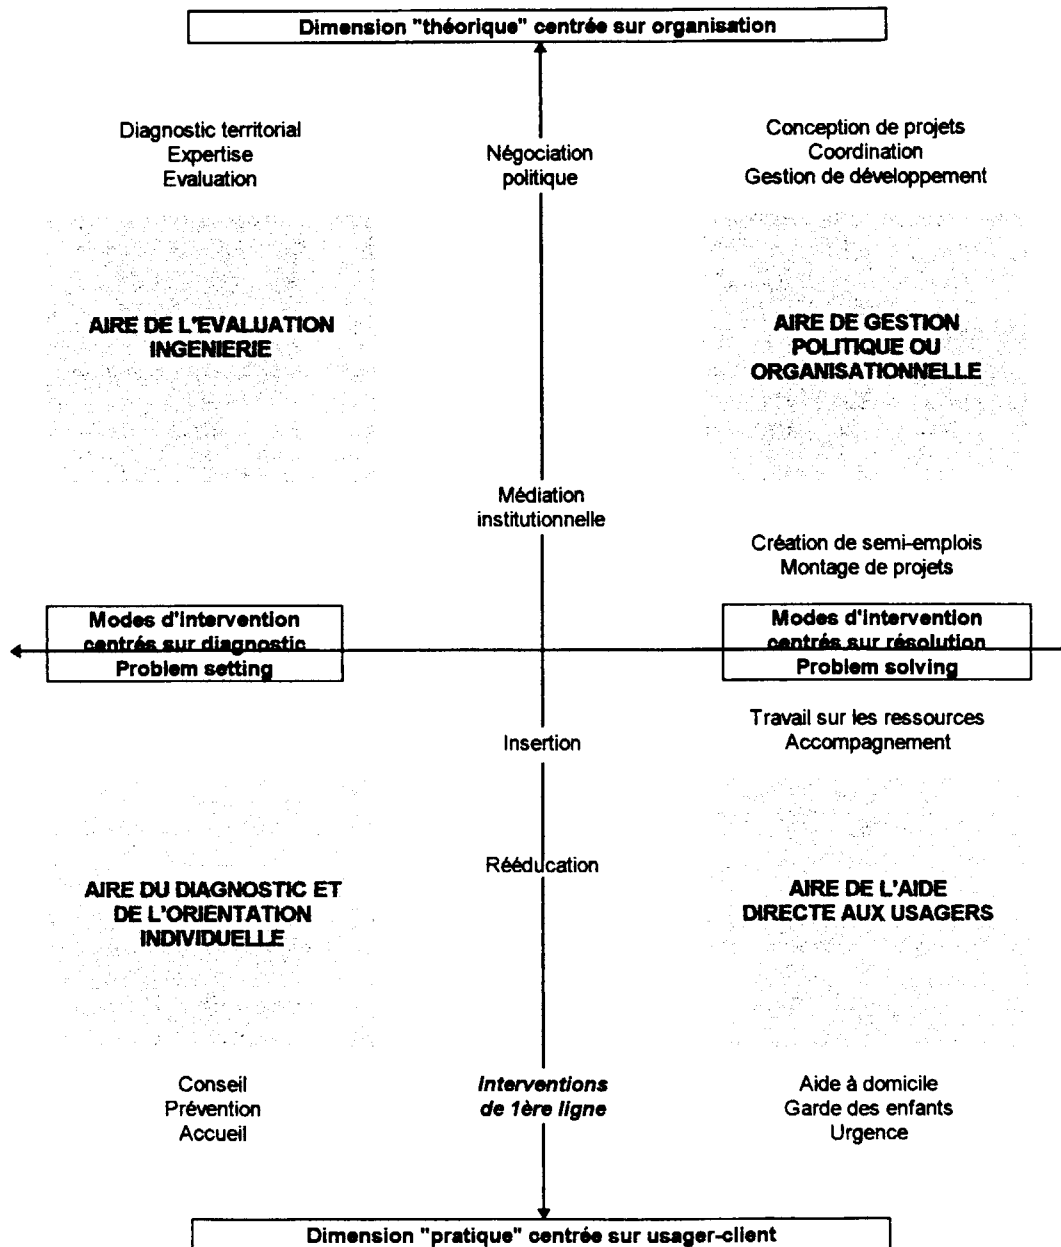 Dimension "théorique" centrée sur organisation
Diagnostic territorial
Expertise
Evaluation
Négociation
politique
Conception de projets
Coordination
Gestion de développement
AIRE DE L'EVALUATION
INGENIERIE
AIRE DE GESTION
POLITIQUE OU
ORGANISATIONNELLE
Médiation
institutionnelle
Création de semi-emplois
Montage de projets
Modes d'intervention
centrés sur diagnostic
Problem setting
Modes d'intervention
centrés sur résolution
Problem solving
Travail sur les ressources
Accompagnement
Insertion
Rééducation
AIRE DU DIAGNOSTIC ET
DE L'ORIENTATION
INDIVIDUELLE
AIRE DE L'AIDE
DIRECTE AUX USAGERS
Conseil
Prévention
Accueil
Interventions
de 1ère ligne
Aide à domicile
Garde des enfants
Urgence
Dimension "pratique" centrée sur usager-client